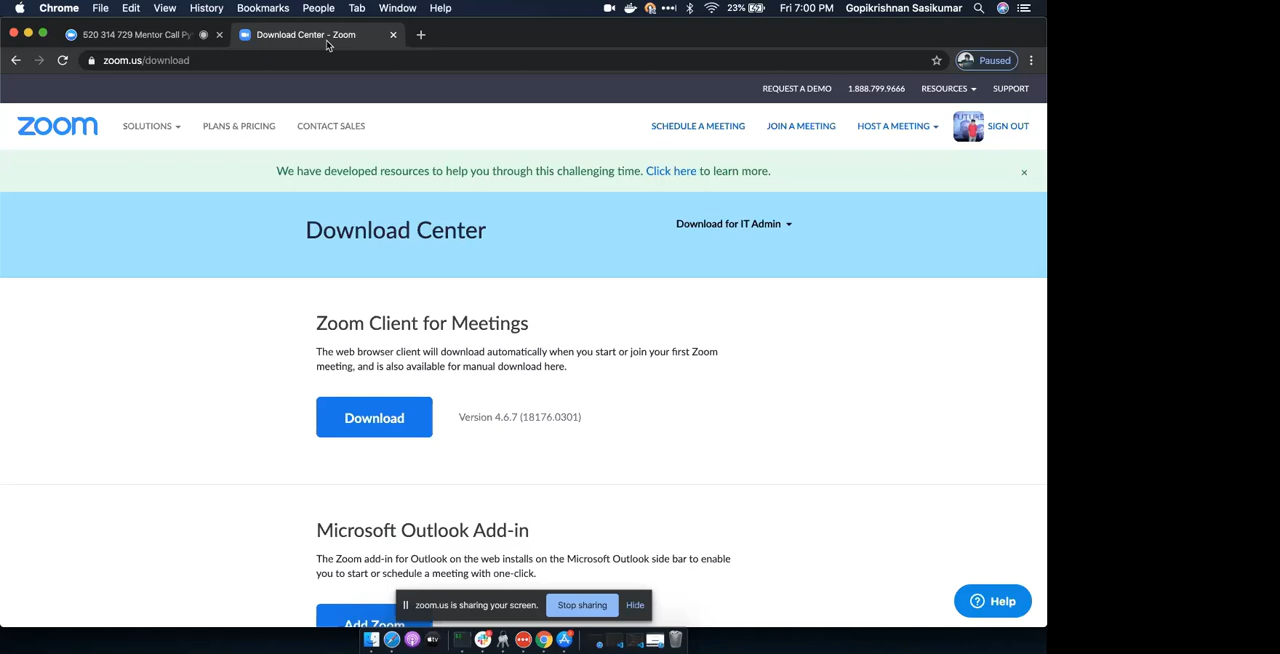 Chrome File Edit View History Bookmarks People Tab Window Help 23% Fri 7:00 PM Gopikrishnan Sasikumar
520 314 729 Mentor Call Py Download Center - Zoom
zoom.us/download Paused
REQUEST A DEMO 1.888.799.9666 RESOURCES SUPPORT
zoom SOLUTIONS PLANS & PRICING CONTACT SALES SCHEDULE A MEETING JOIN A MEETING HOST A MEETING SIGN OUT
We have developed resources to help you through this challenging time. Click here to learn more.
Download Center Download for IT Admin
Zoom Client for Meetings
The web browser client will download automatically when you start or join your first Zoom
meeting, and is also available for manual download here.
Download Version 4.6.7 (18176.0301)
Microsoft Outlook Add-in
The Zoom add-in for Outlook on the web installs on the Microsoft Outlook side bar to enable
you to start or schedule a meeting with one-click.
zoom.us is sharing your screen. Stop sharing Hide
Help
Add Zoom